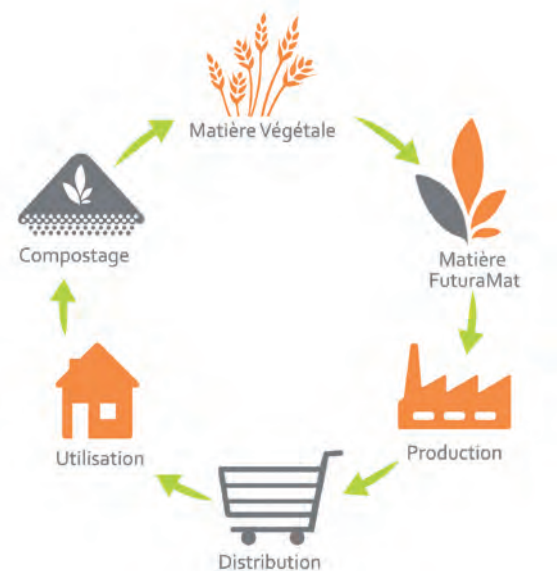 Matière Végétale
Matière
FuturaMat
Production
Distribution
Utilisation
Compostage